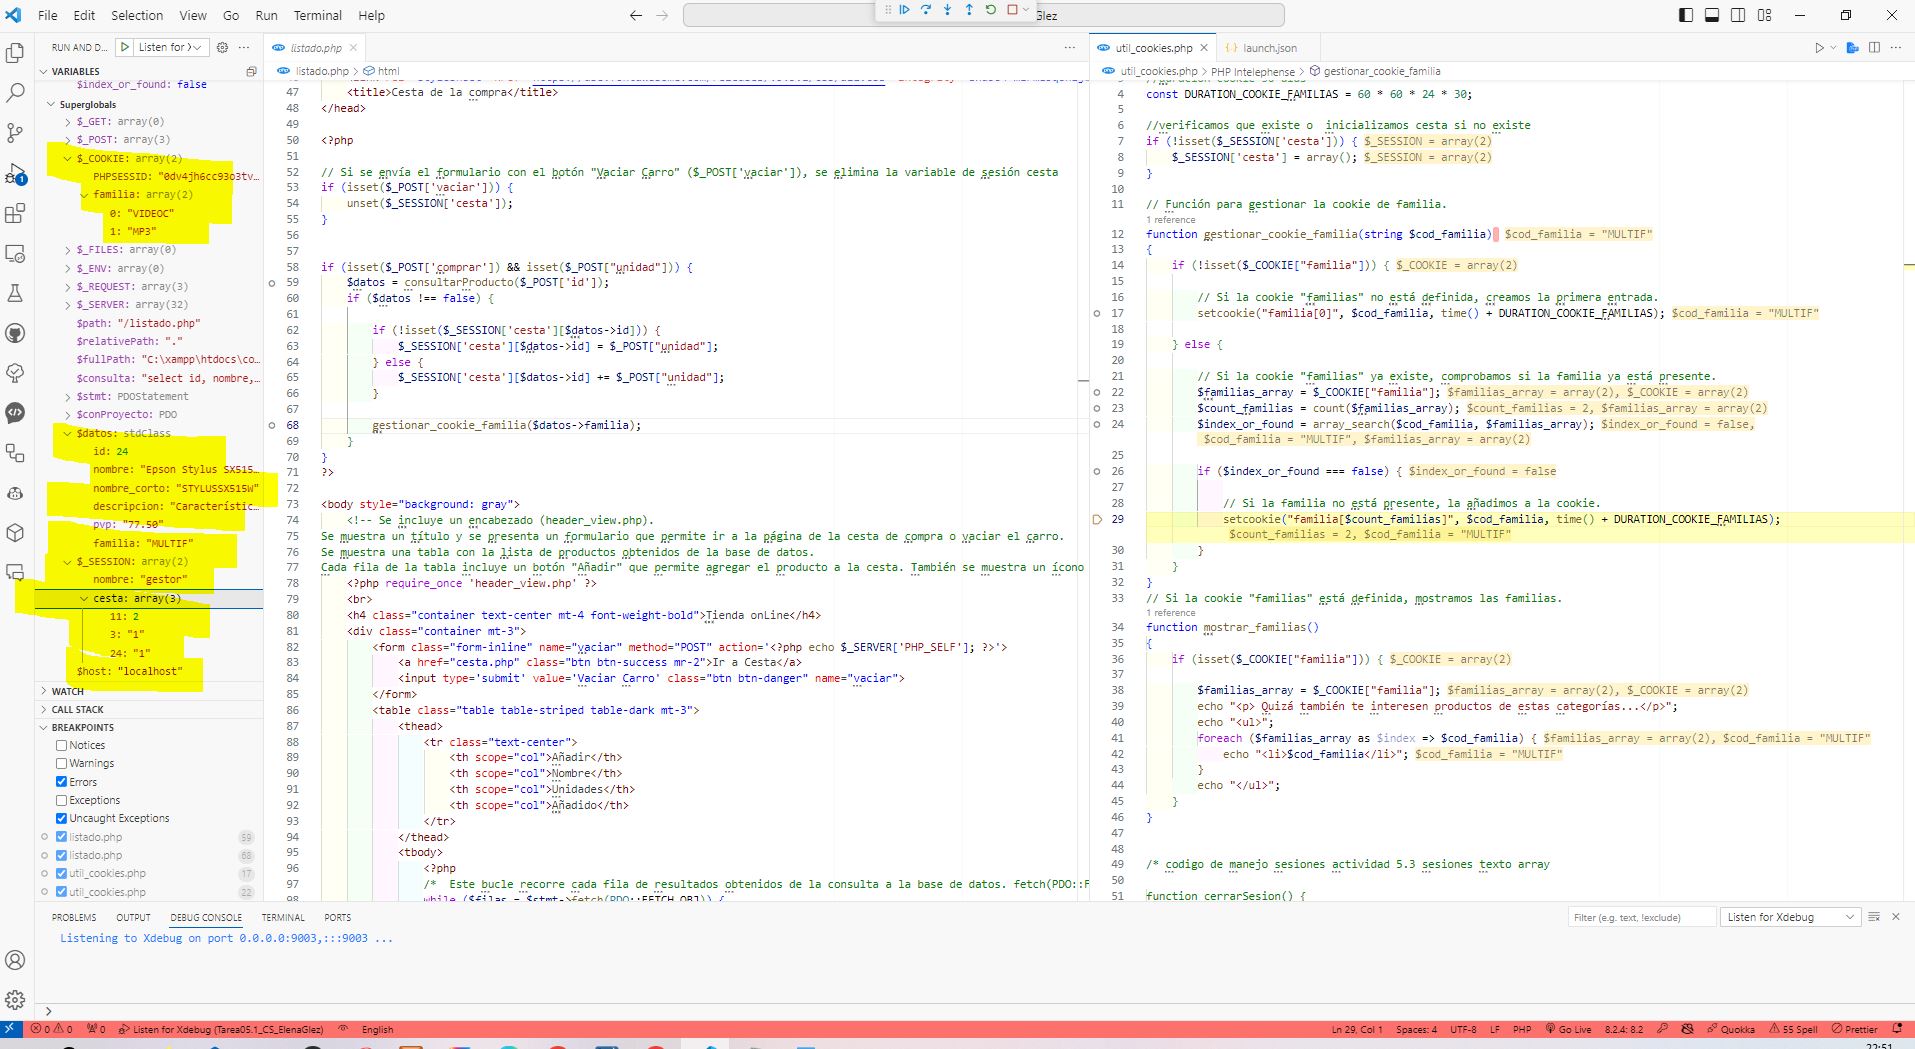 File Edit Selection View Go Run Terminal Help
Glez
RUN AND D... Listen for
VARIABLES
$index_or_found: false
Superglobals
$_GET: array(0)
$_POST: array(3)
$_COOKIE: array(2)
PHPSESSID: "0dv4jh6cc93o3tv...
familia: array(2)
0: "VIDEOC"
1: "MP3"
$_FILES: array(0)
$_ENV: array(0)
$_REQUEST: array(3)
$_SERVER: array(32)
$path: "/listado.php"
$relativePath: "."
$fullPath: "C:\xampp\htdocs\co...
$consulta: "select id, nombre,...
$stmt: PDOStatement
$conProyecto: PDO
$datos: stdClass
id: 24
nombre: "Epson Stylus SX515...
nombre_corto: "STYLUSSX515W"
descripcion: "Característic...
pvp: "77.50"
familia: "MULTIF"
$_SESSION: array(2)
nombre: "gestor"
cesta: array(3)
11: 2
3: "1"
24: "1"
$host: "localhost"
WATCH
CALL STACK
BREAKPOINTS
Notices
Warnings
Errors
Exceptions
Uncaught Exceptions
listado.php 59
listado.php 68
util_cookies.php 17
util_cookies.php 22
listado.php
listado.php > html
47 <title>Cesta de la compra</title>
48 </head>
49
50 <?php
51
52 // Si se envía el formulario con el botón "Vaciar Carro" ($_POST['vaciar']), se elimina la variable de sesión cesta
53 if (isset($_POST['vaciar'])) {
54 unset($_SESSION['cesta']);
55 }
56
57
58 if (isset($_POST['comprar']) && isset($_POST["unidad"])) {
59 $datos = consultarProducto($_POST['id']);
60 if ($datos !== false) {
61
62 if (!isset($_SESSION['cesta'][$datos->id])) {
63 $_SESSION['cesta'][$datos->id] = $_POST["unidad"];
64 } else {
65 $_SESSION['cesta'][$datos->id] += $_POST["unidad"];
66 }
67
68 gestionar_cookie_familia($datos->familia);
69 }
70 }
71 ?>
72
73 <body style="background: gray">
74 <!-- Se incluye un encabezado (header_view.php).
75 Se muestra un título y se presenta un formulario que permite ir a la página de la cesta de compra o vaciar el carro.
76 Se muestra una tabla con la lista de productos obtenidos de la base de datos.
77 Cada fila de la tabla incluye un botón "Añadir" que permite agregar el producto a la cesta. También se muestra un ícono
78 <?php require_once 'header_view.php' ?>
79 <br>
80 <h4 class="container text-center mt-4 font-weight-bold">Tienda onLine</h4>
81 <div class="container mt-3">
82 <form class="form-inline" name="vaciar" method="POST" action='<?php echo $_SERVER['PHP_SELF']; ?>'>
83 <a href="cesta.php" class="btn btn-success mr-2">Ir a Cesta</a>
84 <input type='submit' value='Vaciar Carro' class="btn btn-danger" name="vaciar">
85 </form>
86 <table class="table table-striped table-dark mt-3">
87 <thead>
88 <tr class="text-center">
89 <th scope="col">Añadir</th>
90 <th scope="col">Nombre</th>
91 <th scope="col">Unidades</th>
92 <th scope="col">Añadido</th>
93 </tr>
94 </thead>
95 <tbody>
96 <?php
97 /* Este bucle recorre cada fila de resultados obtenidos de la consulta a la base de datos. fetch(PDO::F
98 while ($filas = $stmt->fetch(PDO::FETCH_OBJ)) {
util_cookies.php launch.json
util_cookies.php > PHP Intelephense > gestionar_cookie_familia
4 const DURATION_COOKIE_FAMILIAS = 60 * 60 * 24 * 30;
5
6 //verificamos que existe o inicializamos cesta si no existe
7 if (!isset($_SESSION['cesta'])) { $_SESSION = array(2)
8 $_SESSION['cesta'] = array(); $_SESSION = array(2)
9 }
10
11 // Función para gestionar la cookie de familia.
1 reference
12 function gestionar_cookie_familia(string $cod_familia) $cod_familia = "MULTIF"
13 {
14 if (!isset($_COOKIE["familia"])) { $_COOKIE = array(2)
15
16 // Si la cookie "familias" no está definida, creamos la primera entrada.
17 setcookie("familia[0]", $cod_familia, time() + DURATION_COOKIE_FAMILIAS); $cod_familia = "MULTIF"
18
19 } else {
20
21 // Si la cookie "familias" ya existe, comprobamos si la familia ya está presente.
22 $familias_array = $_COOKIE["familia"]; $familias_array = array(2), $_COOKIE = array(2)
23 $count_familias = count($familias_array); $count_familias = 2, $familias_array = array(2)
24 $index_or_found = array_search($cod_familia, $familias_array); $index_or_found = false,
$cod_familia = "MULTIF", $familias_array = array(2)
25
26 if ($index_or_found === false) { $index_or_found = false
27
28 // Si la familia no está presente, la añadimos a la cookie.
29 setcookie("familia[$count_familias]", $cod_familia, time() + DURATION_COOKIE_FAMILIAS);
$count_familias = 2, $cod_familia = "MULTIF"
30 }
31 }
32 }
33 // Si la cookie "familias" está definida, mostramos las familias.
1 reference
34 function mostrar_familias()
35 {
36 if (isset($_COOKIE["familia"])) { $_COOKIE = array(2)
37
38 $familias_array = $_COOKIE["familia"]; $familias_array = array(2), $_COOKIE = array(2)
39 echo "<p> Quizá también te interesen productos de estas categorías...</p>";
40 echo "<ul>";
41 foreach ($familias_array as $index => $cod_familia) { $familias_array = array(2), $cod_familia = "MULTIF"
42 echo "<li>$cod_familia</li>"; $cod_familia = "MULTIF"
43 }
44 echo "</ul>";
45 }
46 }
47
48
49 /* codigo de manejo sesiones actividad 5.3 sesiones texto array
50
51 function cerrarSesion() {
PROBLEMS OUTPUT DEBUG CONSOLE TERMINAL PORTS
Filter (e.g. text, !exclude) Listen for Xdebug
Listening to Xdebug on port 0.0.0.0:9003,:::9003 ...
0 0 0 Listen for Xdebug (Tarea05.1_CS_ElenaGlez) English
Ln 29, Col 1 Spaces: 4 UTF-8 LF PHP Go Live 8.2.4: 8.2 Quokka 55 Spell Prettier
22:51